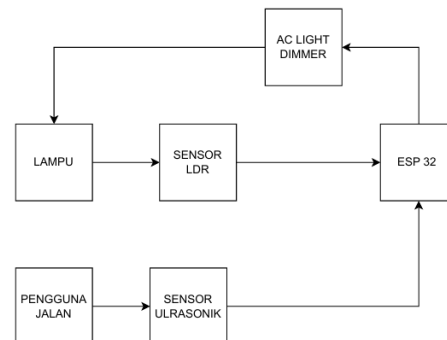 AC LIGHT
DIMMER
LAMPU
SENSOR
LDR
ESP 32
PENGGUNA
JALAN
SENSOR
ULRASONIK